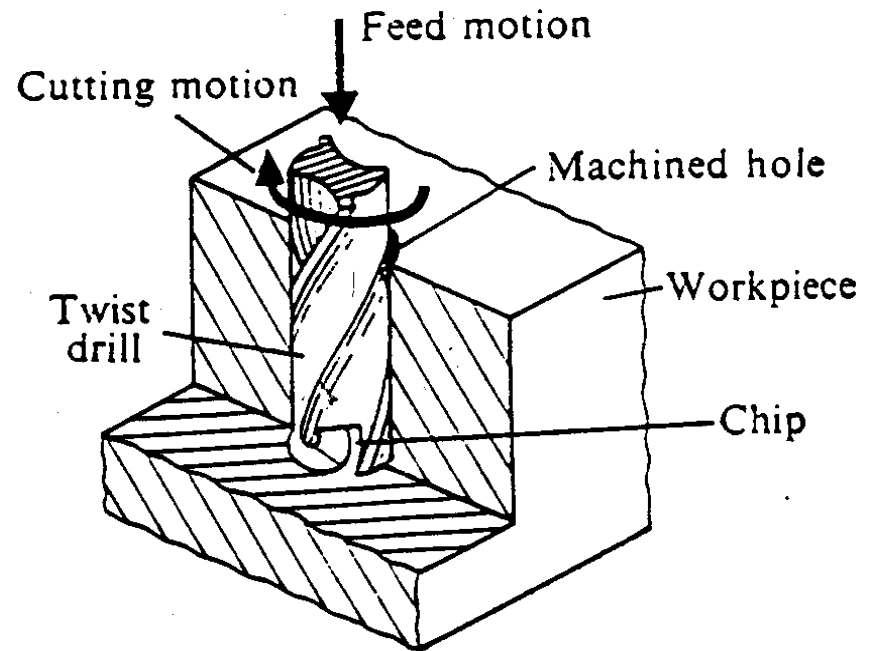 Feed motion
Cutting motion
Machined hole
Workpiece
Twist
drill
Chip